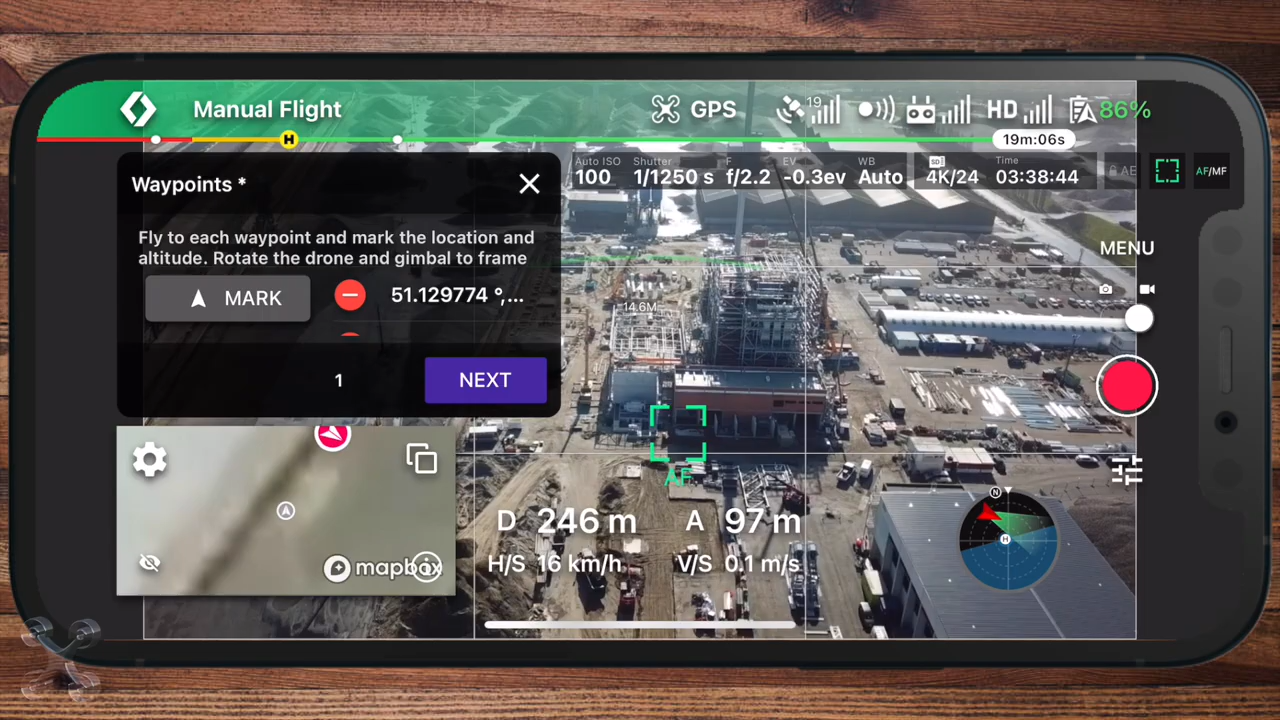 Manual Flight
GPS
19
HD
86%
H
19m:06s
Waypoints *
Auto ISO
100
Shutter
1/1250 s
F
f/2.2
EV
-0.3ev
WB
Auto
SD
4K/24
Time
03:38:44
AE
AF/MF
Fly to each waypoint and mark the location and
altitude. Rotate the drone and gimbal to frame
MARK
51.129774 °,...
1
NEXT
14.6M
MENU
AF
D 246 m
A 97 m
H/S 16 km/h
V/S 0.1 m/s
N
H
A
mapbox